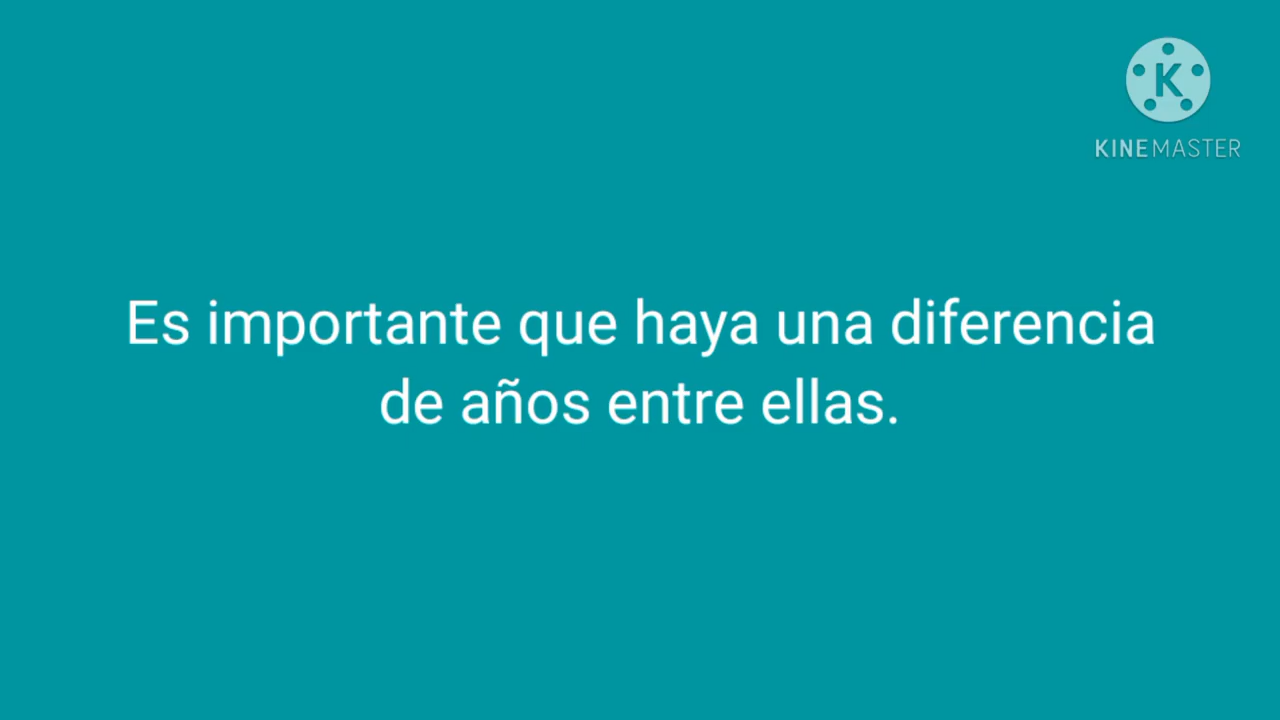 K
KINEMASTER
Es importante que haya una diferencia
de años entre ellas.